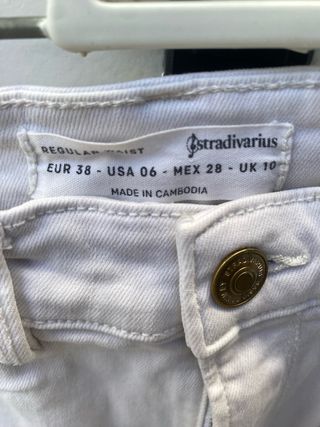 REGULAR WAIST
stradivarius
EUR 38 - USA 06 - MEX 28 - UK 10
MADE IN CAMBODIA